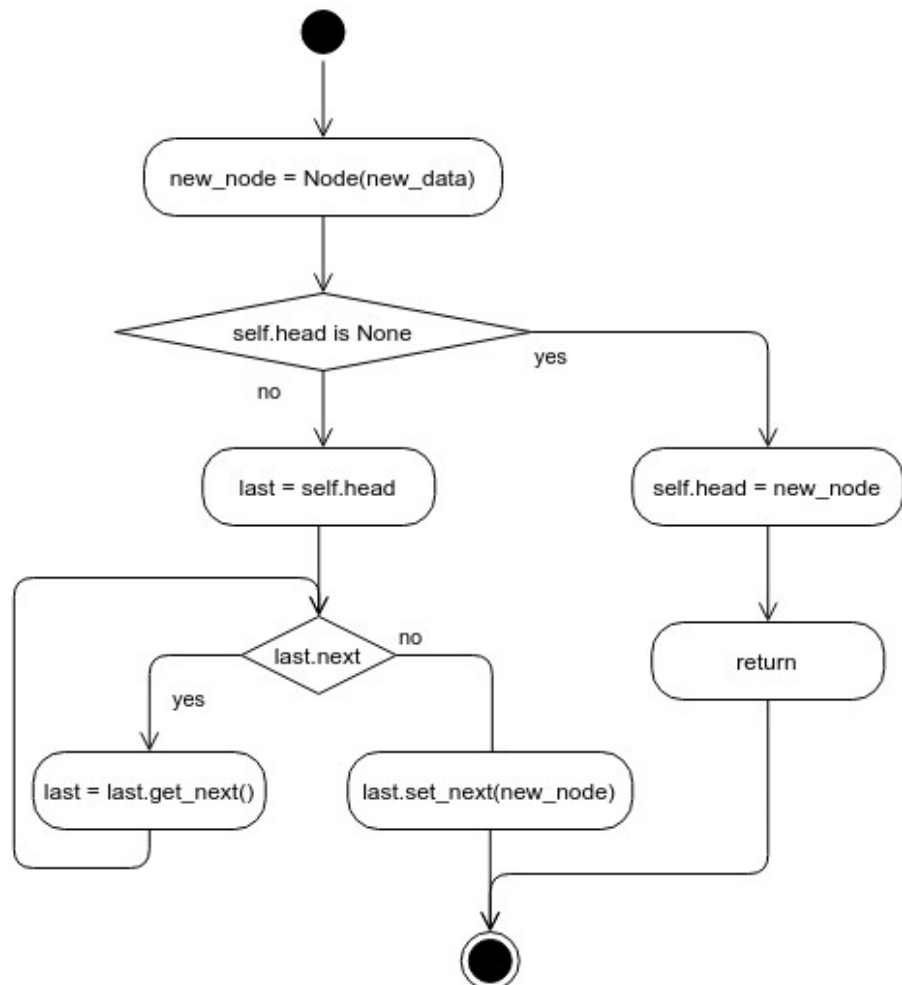 new_node = Node(new_data)
self.head is None
yes
no
last = self.head
self.head = new_node
last.next
no
yes
return
last = last.get_next()
last.set_next(new_node)